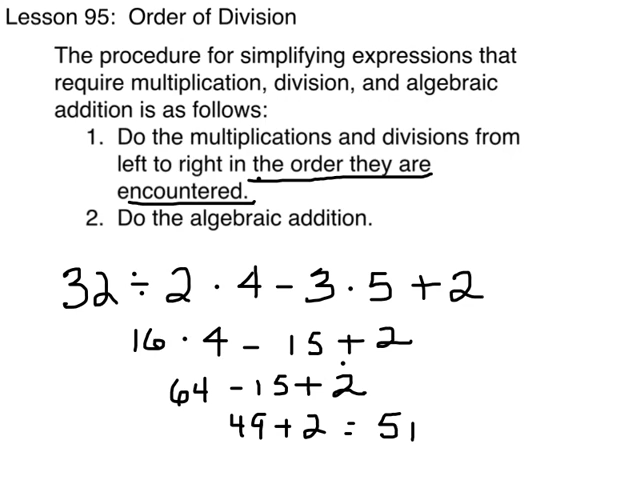 Lesson 95:  Order of Division
The procedure for simplifying expressions that
require multiplication, division, and algebraic
addition is as follows:
1. Do the multiplications and divisions from
left to right in the order they are
encountered.
2. Do the algebraic addition.
32 ÷ 2 · 4 - 3 · 5 + 2
16 · 4 - 15 + 2
64 - 15 + 2
49 + 2 = 51